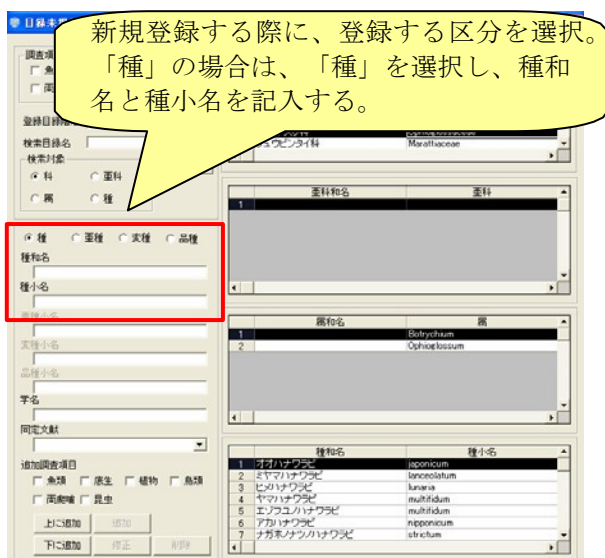 新規登録する際に、登録する区分を選択。
「種」の場合は、「種」を選択し、種和
名と種小名を記入する。
目録未
調査項
登録目録
検索目録名
検索対象
科 亜科
属 種
種 亜種 変種 品種
種和名
種小名
変種小名
品種小名
学名
同定文献
追加調査項目
魚類 底生 植物 鳥類
両爬哺 昆虫
上に追加 追加
下に追加 修正 削除
リュウビンタイ科 Marattiaceae
亜科和名 亜科
1
属和名 属
1 Botrychium
2 Ophioglossum
種和名 種小名
1 オオハナワラビ japonicum
2 ミヤマハナワラビ lanceolatum
3 ヒメハナワラビ lunaria
4 ヤマハナワラビ multifidum
5 エゾフユノハナワラビ multifidum
6 アカハナワラビ nipponicum
7 ナガホノナツノハナワラビ strictum